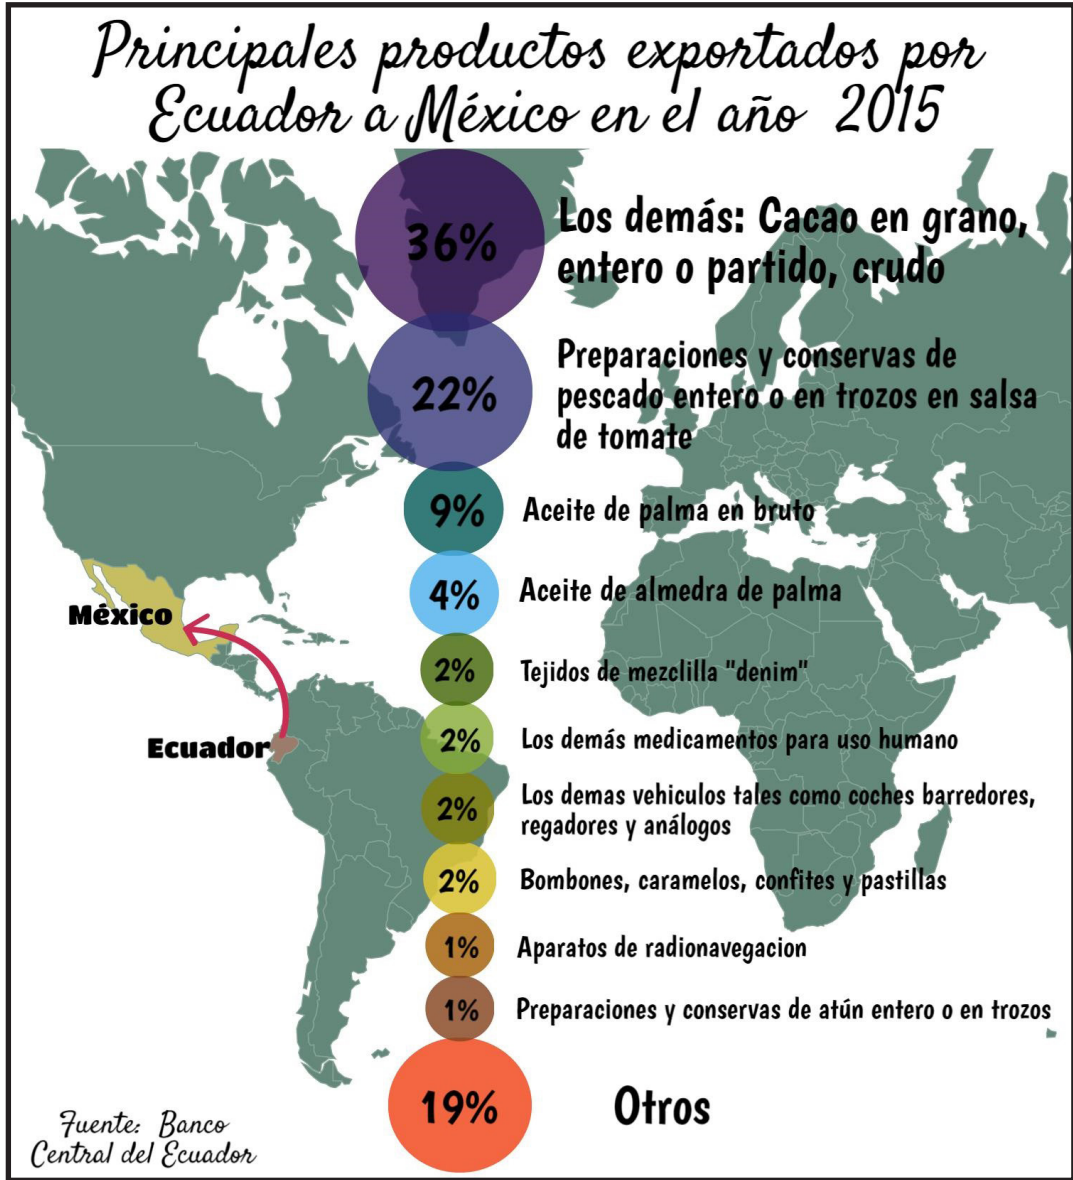 Principales productos exportados por
Ecuador a México en el año 2015
36%
Los demás: Cacao en grano,
entero o partido, crudo
22%
Preparaciones y conservas de
pescado entero o en trozos en salsa
de tomate
9%
Aceite de palma en bruto
4%
Aceite de almedra de palma
México
2%
Tejidos de mezclilla "denim"
Ecuador
2%
Los demás medicamentos para uso humano
2%
Los demas vehiculos tales como coches barredores,
regadores y análogos
2%
Bombones, caramelos, confites y pastillas
1%
Aparatos de radionavegacion
1%
Preparaciones y conservas de atún entero o en trozos
19%
Otros
Fuente: Banco
Central del Ecuador